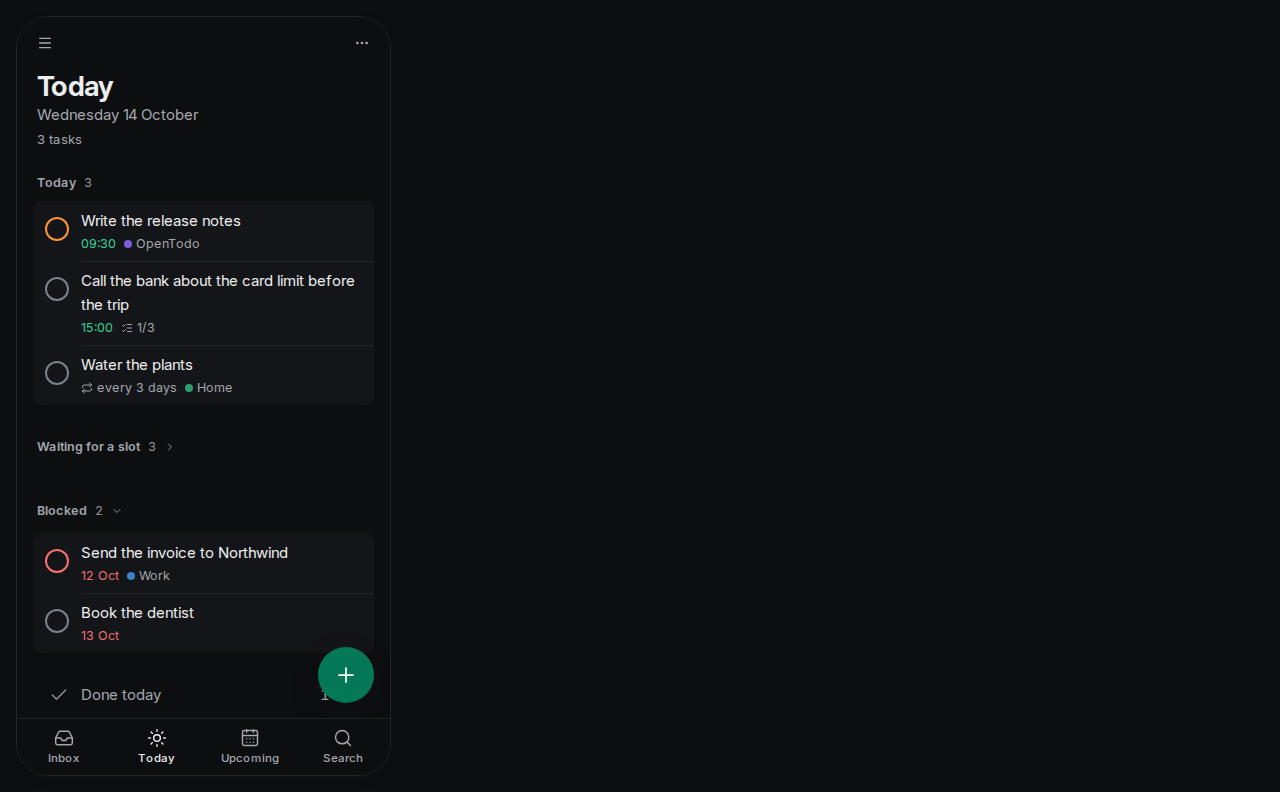 Today
Wednesday 14 October
3 tasks
Today 3
Write the release notes
09:30 OpenTodo
Call the bank about the card limit before
the trip
15:00 1/3
Water the plants
every 3 days Home
Waiting for a slot 3
Blocked 2
Send the invoice to Northwind
12 Oct Work
Book the dentist
13 Oct
Done today
Inbox
Today
Upcoming
Search